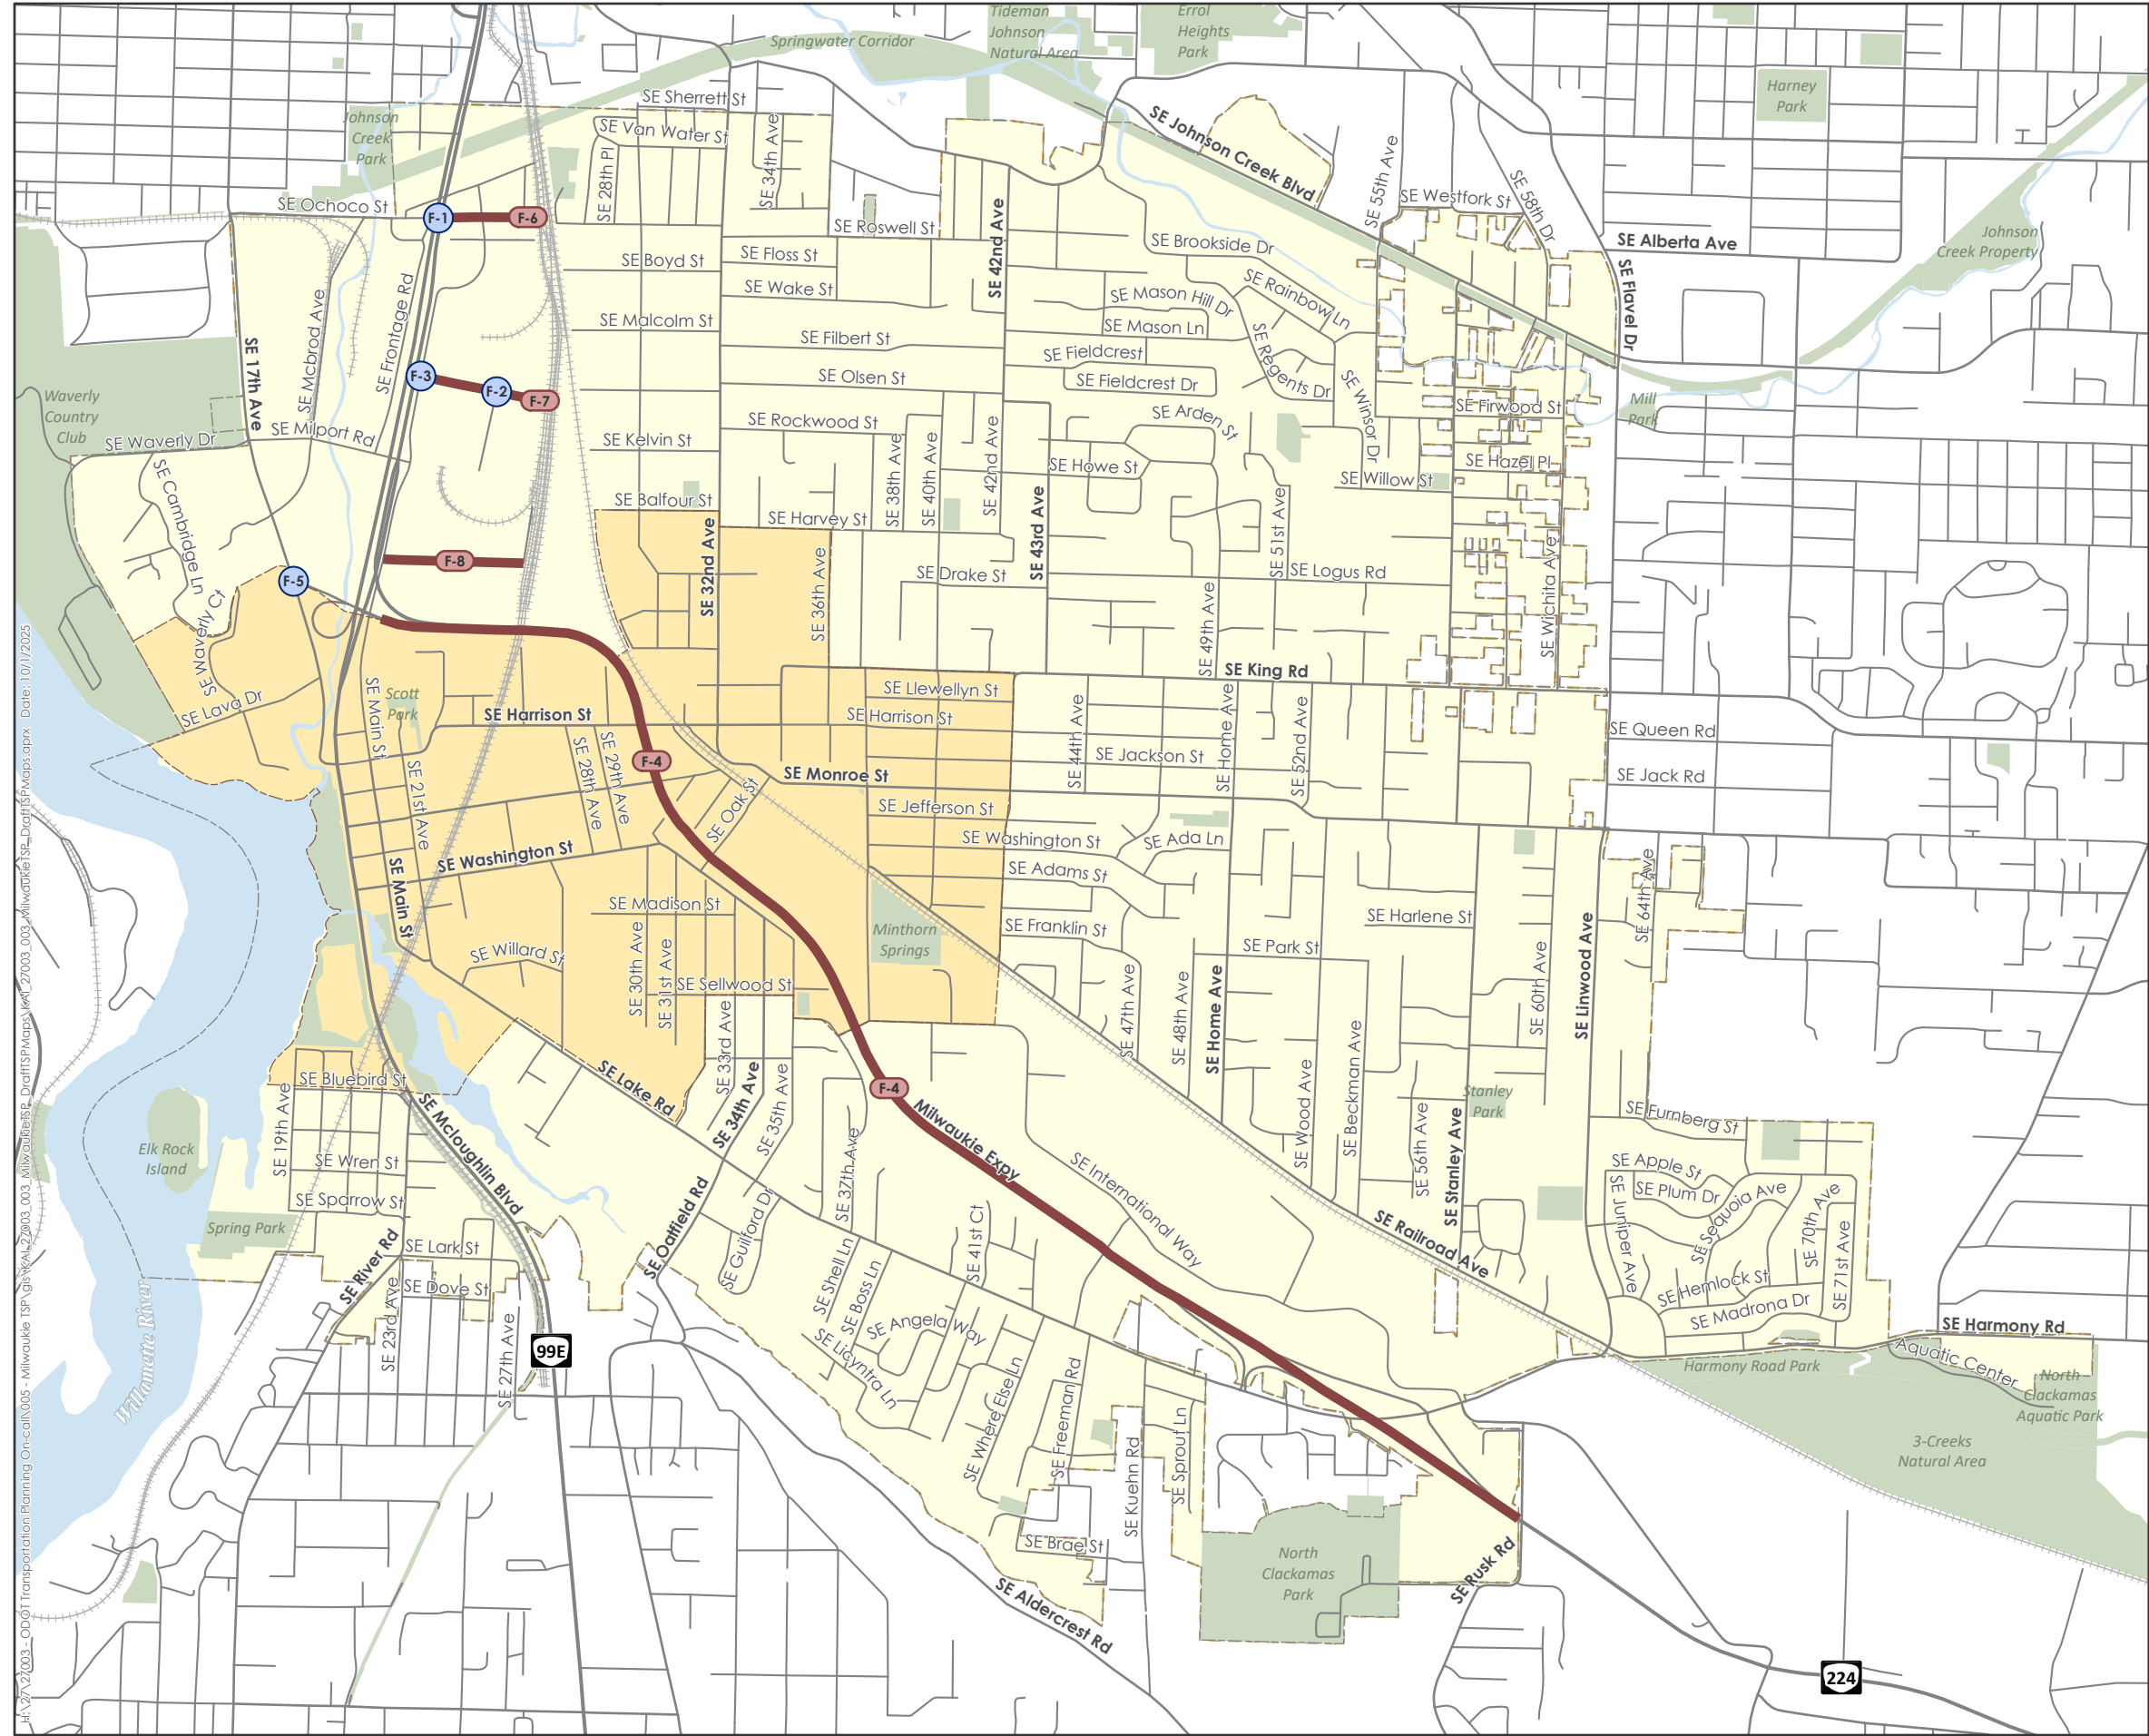 Tideman
Johnson
Natural Area
Errol
Heights
Park
Springwater Corridor
Harney
Park
SE Sherrett St
Johnson
Creek
Park
SE Van Water St
SE 34th Ave
SE 28th Pl
SE Johnson Creek Blvd
SE 55th Ave
SE Westfork St
SE 58th Dr
SE Ochoco St
F-1
F-6
SE Roswell St
SE 42nd Ave
SE Brookside Dr
SE Alberta Ave
Johnson
Creek Property
SE Boyd St
SE Floss St
SE Wake St
SE Mason Hill Dr
SE Rainbow Ln
SE Flavel Dr
SE Mcbrod Ave
SE Frontage Rd
SE Malcolm St
SE Filbert St
SE Mason Ln
SE Fieldcrest
SE Regents Dr
SE 17th Ave
F-3
F-2
F-7
SE Olsen St
SE Fieldcrest Dr
SE Winsor Dr
Waverly
Country
Club
SE Waverly Dr
SE Milport Rd
SE Kelvin St
SE Rockwood St
SE 38th Ave
SE 40th Ave
SE 42nd Ave
SE Arden St
SE Firwood St
Mill
Park
SE Howe St
SE Hazel Pl
SE Willow St
SE Cambridge Ln
SE Balfour St
SE Harvey St
SE 32nd Ave
SE 43rd Ave
SE 51st Ave
F-5
F-8
SE 36th Ave
SE Drake St
SE Logus Rd
SE Wichita Ave
SE Waverly Ct
SE 49th Ave
SE King Rd
SE Lava Dr
SE Main St
Scott
Park
SE Harrison St
SE Llewellyn St
SE Harrison St
SE 44th Ave
SE Home Ave
SE 52nd Ave
SE Queen Rd
SE 28th Ave
SE 29th Ave
F-4
SE Jackson St
SE Monroe St
SE Jack Rd
SE 21st Ave
SE Oak St
SE Jefferson St
SE Washington St
SE Washington St
SE Ada Ln
SE Main St
SE Adams St
SE 64th Ave
SE Madison St
Minthorn
Springs
SE Franklin St
SE Harlene St
SE Willard St
SE 30th Ave
SE 31st Ave
SE Sellwood St
SE Park St
SE 60th Ave
SE Linwood Ave
SE 47th Ave
SE 48th Ave
SE Home Ave
SE 33rd Ave
SE 34th Ave
SE 35th Ave
SE Wood Ave
SE Beckman Ave
SE Bluebird St
SE Lake Rd
F-4
Milwaukie Expy
Stanley
Park
SE Furnberg St
SE 19th Ave
SE Mcloughlin Blvd
SE 56th Ave
SE Stanley Ave
Elk Rock
Island
SE Wren St
SE 37th Ave
SE International Way
SE Apple St
SE Plum Dr
SE Sequoia Ave
SE Juniper Ave
SE 70th Ave
SE 71st Ave
SE Sparrow St
Spring Park
SE Oatfield Rd
SE Guilford Dr
SE Railroad Ave
SE River Rd
SE Lark St
SE Shell Ln
SE Boss Ln
SE 41st Ct
SE Hemlock St
SE Madrona Dr
SE Dove St
SE 23rd Ave
SE 27th Ave
99E
SE Angela Way
SE Licyntra Ln
SE Harmony Rd
Harmony Road Park
Aquatic Center
North
Clackamas
Aquatic Park
Willamette River
SE Where Else Ln
SE Freeman Rd
SE Kuehn Rd
SE Sprout Ln
3-Creeks
Natural Area
SE Brae St
North
Clackamas
Park
SE Rusk Rd
SE Aldercrest Rd
224
H:\27\27003 - ODOT Transportation Planning On-call\005 - Milwaukie TSP\gis\KAI_27003_003_MilwaukieTSP_DraftTSPMaps\KAI_27003_003_MilwaukieTSP_DraftTSPMaps.aprx Date: 10/1/2025